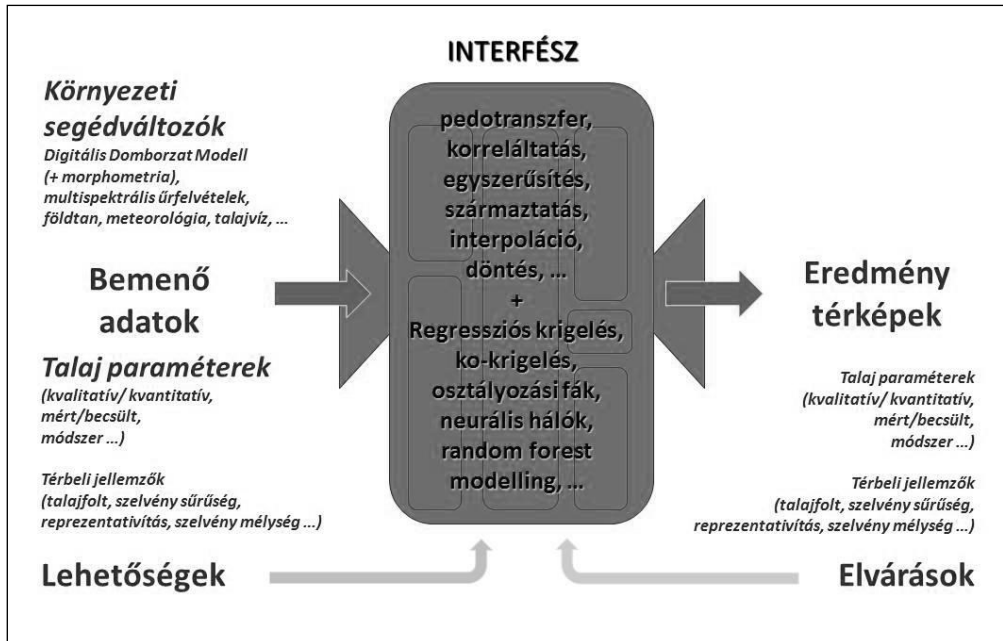 INTERFÉSZ
Környezeti
segédváltozók
Digitális Domborzat Modell
(+ morphometria),
multispektrális űrfelvételek,
földtan, meteorológia, talajvíz, ...
Bemenő
adatok
Talaj paraméterek
(kvalitatív/ kvantitatív,
mért/becsült,
módszer ...)
Térbeli jellemzők
(talajfolt, szelvény sűrűség,
reprezentativítás, szelvény mélység ...)
Lehetőségek
pedotranszfer,
korreláltatás,
egyszerűsítés,
származtatás,
interpoláció,
döntés, ...
+
Regressziós krigelés,
ko-krigelés,
osztályozási fák,
neurális hálók,
random forest
modelling, ...
Eredmény
térképek
Talaj paraméterek
(kvalitatív/ kvantitatív,
mért/becsült,
módszer ...)
Térbeli jellemzők
(talajfolt, szelvény sűrűség,
reprezentativítás, szelvény mélység ...)
Elvárások